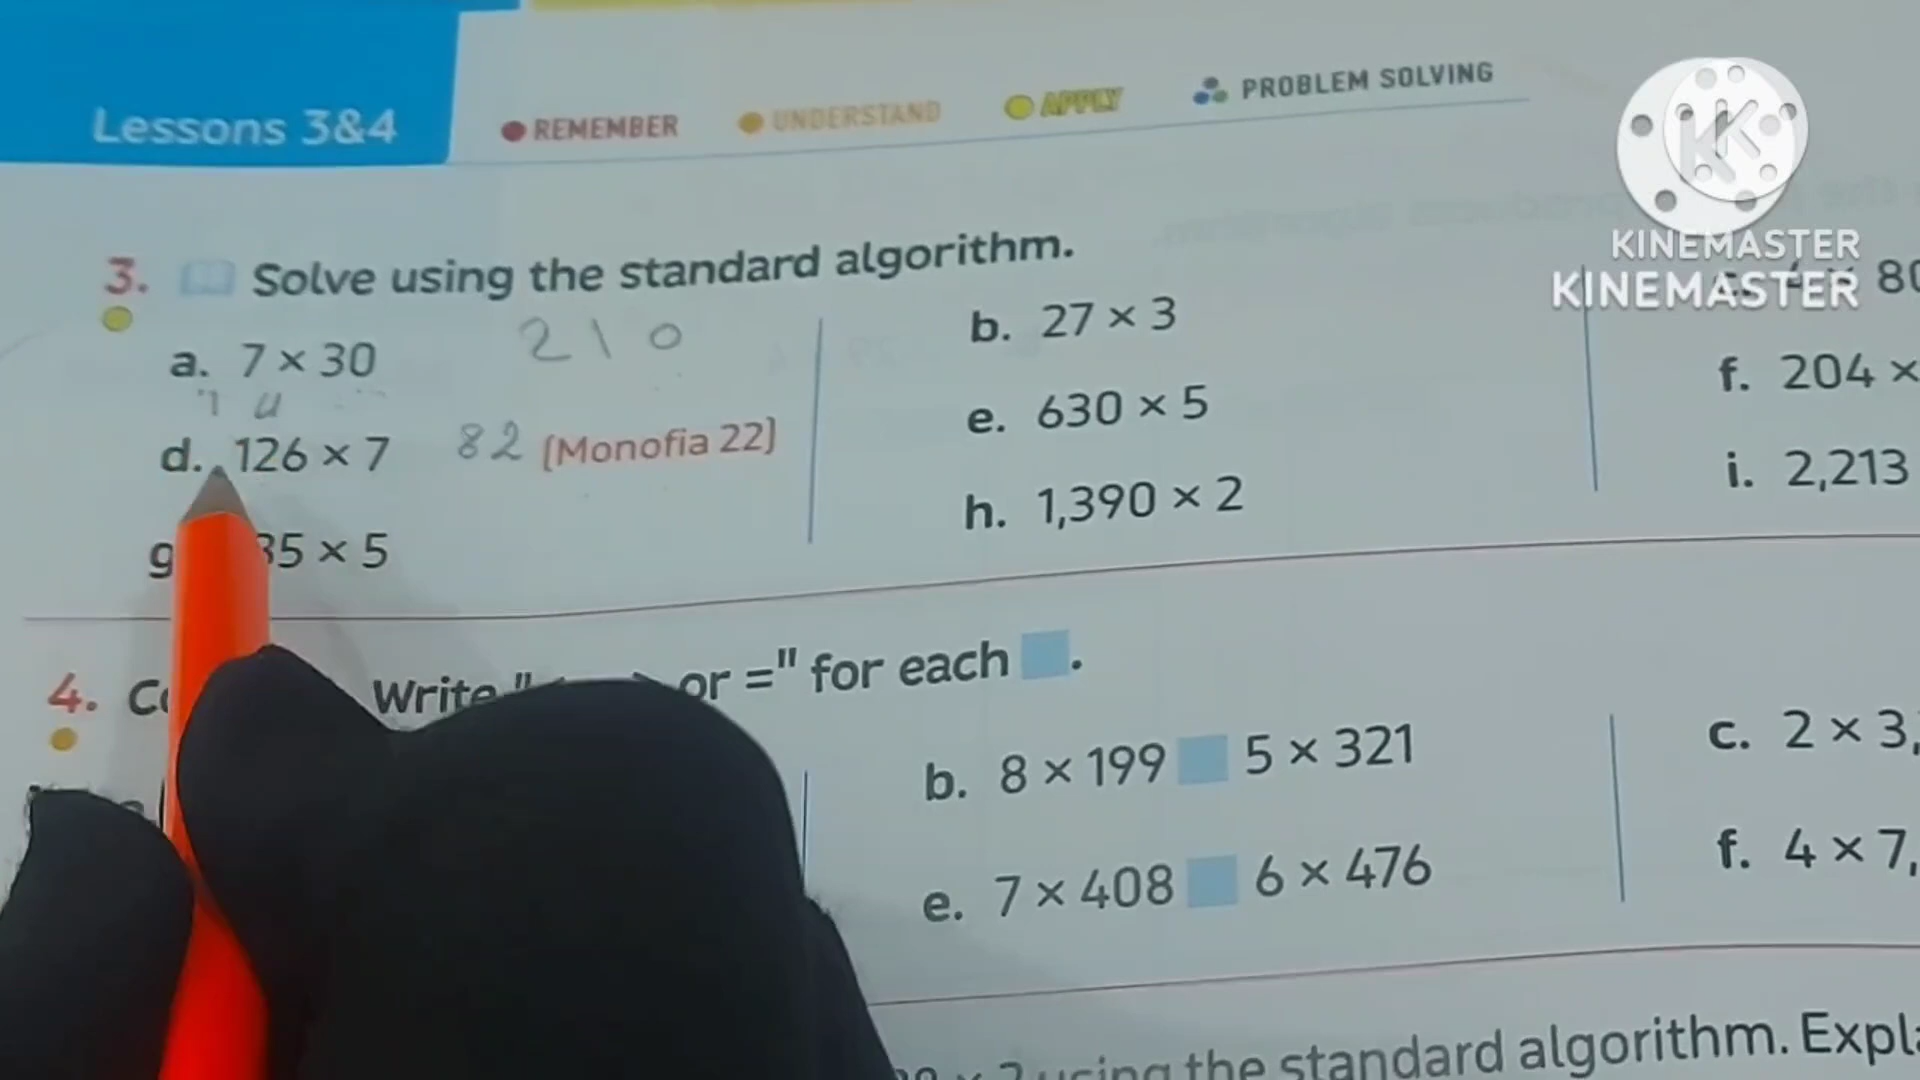 Lessons 3&4
REMEMBER UNDERSTAND APPLY PROBLEM SOLVING
KINEMASTER
KINEMASTER
3. Solve using the standard algorithm.
a. 7 × 30 210
b. 27 × 3
80
1 4
d. 126 × 7 82 (Monofia 22)
e. 630 × 5
f. 204 ×
g 35 × 5
h. 1,390 × 2
i. 2,213
4. Write " or =" for each .
b. 8 × 199 5 × 321
c. 2 × 3,
e. 7 × 408 6 × 476
f. 4 × 7,
using the standard algorithm. Expl